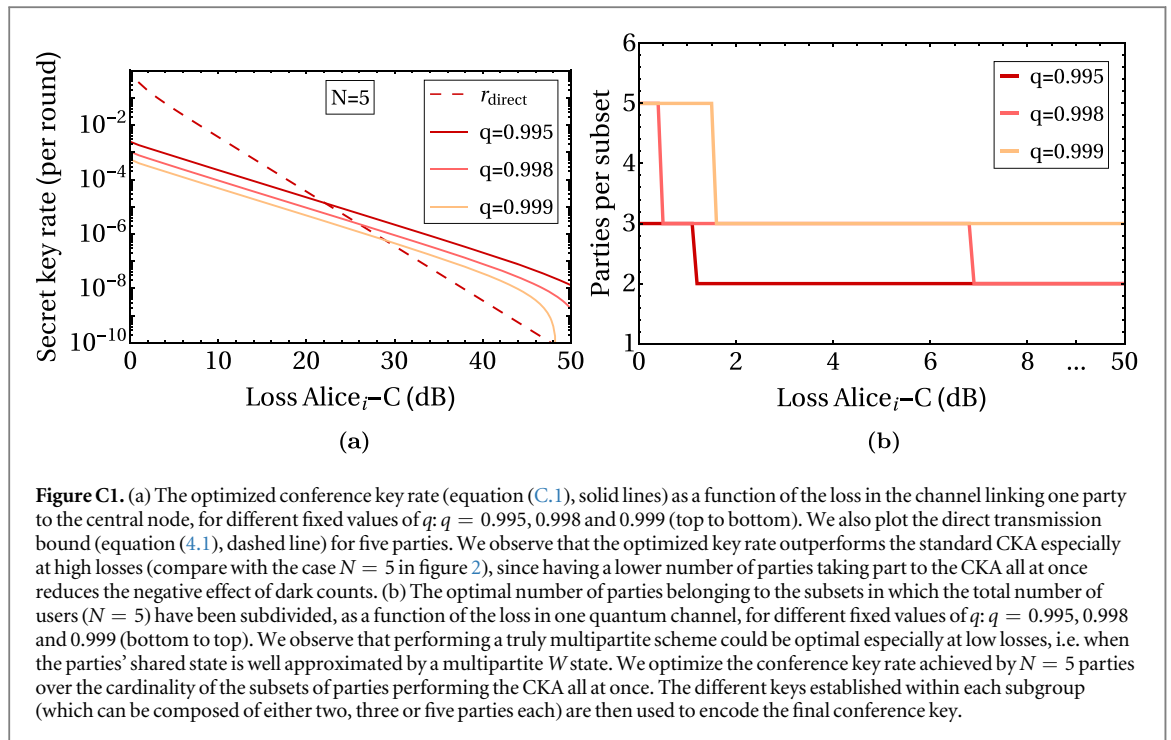 Secret key rate (per round)
10⁻²
10⁻⁴
10⁻⁶
10⁻⁸
10⁻¹⁰
N=5
r_direct
q=0.995
q=0.998
q=0.999
0 10 20 30 40 50
Loss Alice_i–C (dB)
(a)
Parties per subset
6
5
4
3
2
1
q=0.995
q=0.998
q=0.999
0 2 4 6 8 ... 50
Loss Alice_i–C (dB)
(b)
Figure C1. (a) The optimized conference key rate (equation (C.1), solid lines) as a function of the loss in the channel linking one party
to the central node, for different fixed values of q: q = 0.995, 0.998 and 0.999 (top to bottom). We also plot the direct transmission
bound (equation (4.1), dashed line) for five parties. We observe that the optimized key rate outperforms the standard CKA especially
at high losses (compare with the case N = 5 in figure 2), since having a lower number of parties taking part to the CKA all at once
reduces the negative effect of dark counts. (b) The optimal number of parties belonging to the subsets in which the total number of
users (N = 5) have been subdivided, as a function of the loss in one quantum channel, for different fixed values of q: q = 0.995, 0.998
and 0.999 (bottom to top). We observe that performing a truly multipartite scheme could be optimal especially at low losses, i.e. when
the parties' shared state is well approximated by a multipartite W state. We optimize the conference key rate achieved by N = 5 parties
over the cardinality of the subsets of parties performing the CKA all at once. The different keys established within each subgroup
(which can be composed of either two, three or five parties each) are then used to encode the final conference key.